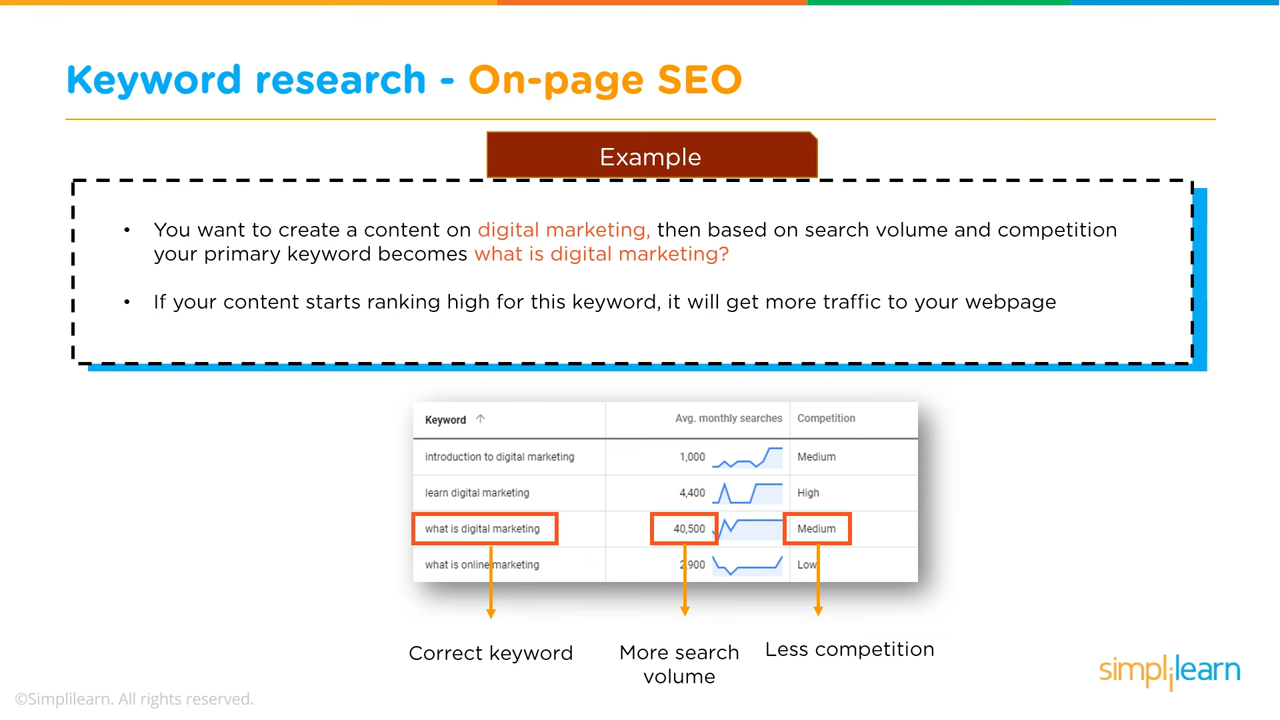 Keyword research - On-page SEO
Example
• You want to create a content on digital marketing, then based on search volume and competition
your primary keyword becomes what is digital marketing?
• If your content starts ranking high for this keyword, it will get more traffic to your webpage
Keyword ↑ Avg. monthly searches Competition
introduction to digital marketing 1,000 Medium
learn digital marketing 4,400 High
what is digital marketing 40,500 Medium
what is online marketing 2,900 Low
Correct keyword
More search
volume
Less competition
simplilearn
©Simplilearn. All rights reserved.